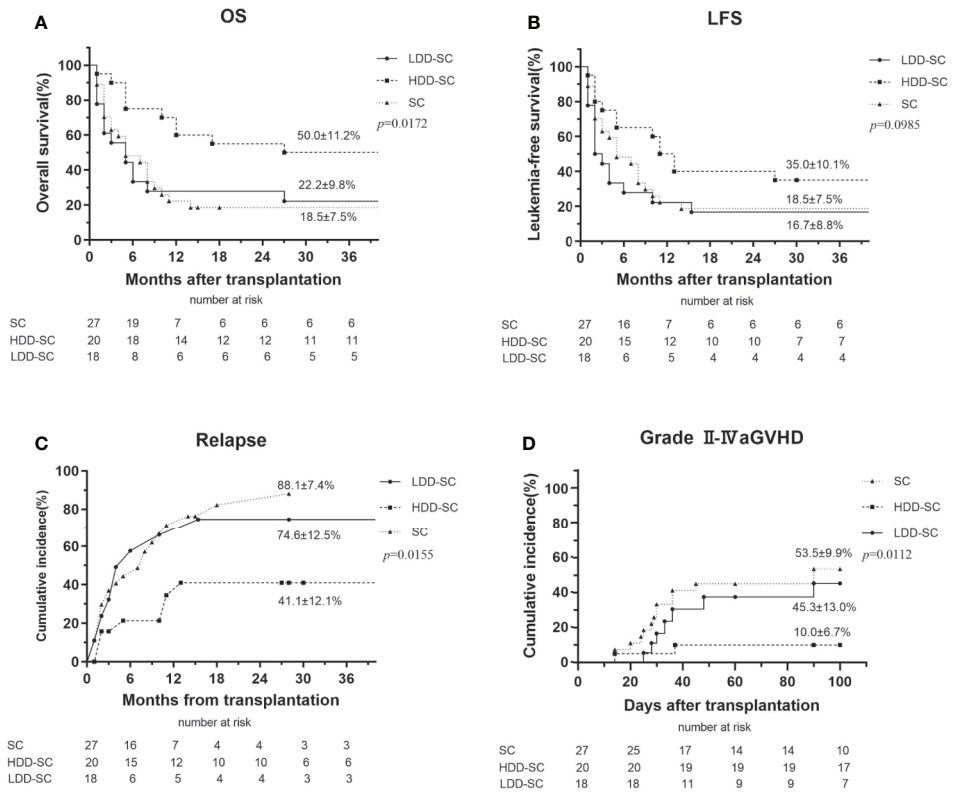 A
OS
LDD-SC
HDD-SC
SC
p=0.0172
Overall survival(%)
100
80
60
40
20
0
50.0±11.2%
22.2±9.8%
18.5±7.5%
0 6 12 18 24 30 36
Months after transplantation
number at risk
SC 27 19 7 6 6 6 6
HDD-SC 20 18 14 12 12 11 11
LDD-SC 18 8 6 6 6 5 5
B
LFS
LDD-SC
HDD-SC
SC
p=0.0985
Leukemia-free survival(%)
100
80
60
40
20
0
35.0±10.1%
18.5±7.5%
16.7±8.8%
0 6 12 18 24 30 36
Months after transplantation
number at risk
SC 27 16 7 6 6 6 6
HDD-SC 20 15 12 10 10 7 7
LDD-SC 18 6 5 4 4 4 4
C
Relapse
LDD-SC
HDD-SC
SC
p=0.0155
Cumulative incidence(%)
100
80
60
40
20
0
88.1±7.4%
74.6±12.5%
41.1±12.1%
0 6 12 18 24 30 36
Months from transplantation
number at risk
SC 27 16 7 4 4 3 3
HDD-SC 20 15 12 10 10 6 6
LDD-SC 18 6 5 4 4 3 3
D
Grade Ⅱ-ⅣaGVHD
SC
HDD-SC
LDD-SC
p=0.0112
Cumulative incidence(%)
100
80
60
40
20
0
53.5±9.9%
45.3±13.0%
10.0±6.7%
0 20 40 60 80 100
Days after transplantation
number at risk
SC 27 25 17 14 14 10
HDD-SC 20 20 19 19 19 17
LDD-SC 18 18 11 9 9 7